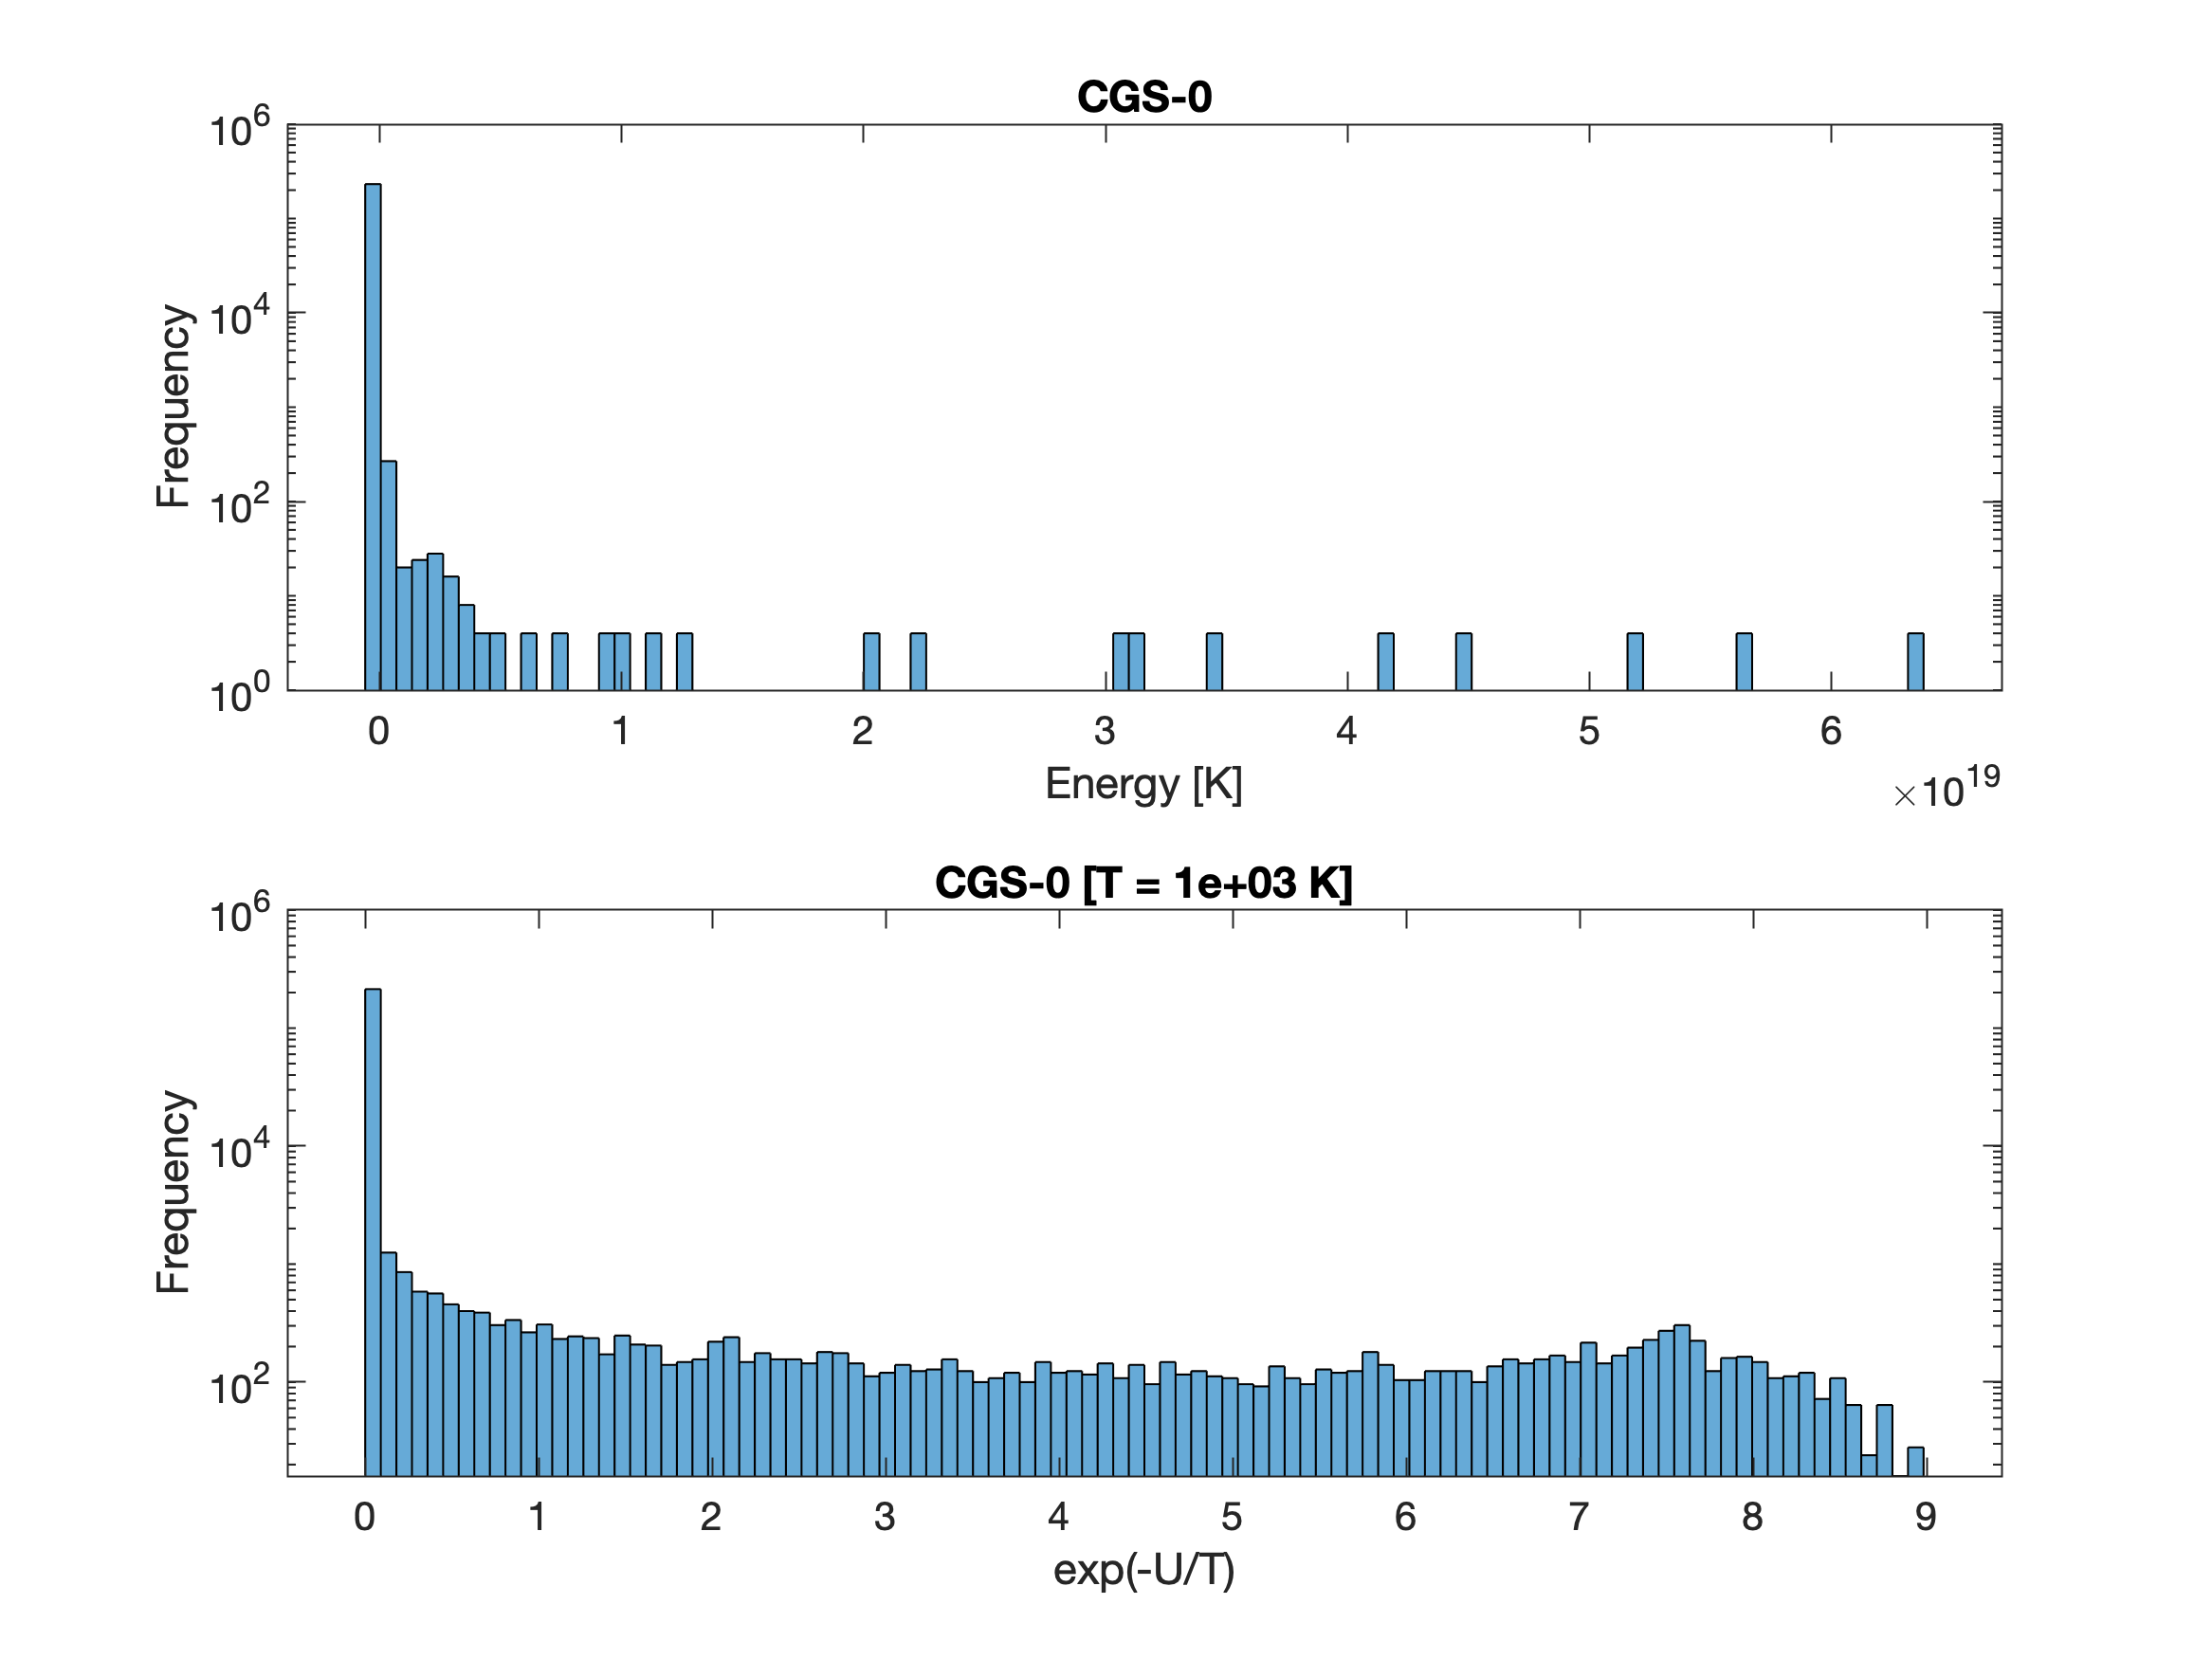 CGS-0
10^6
10^4
10^2
10^0
Frequency
0 1 2 3 4 5 6
Energy [K]
×10^19
CGS-0 [T = 1e+03 K]
10^6
10^4
10^2
Frequency
0 1 2 3 4 5 6 7 8 9
exp(-U/T)